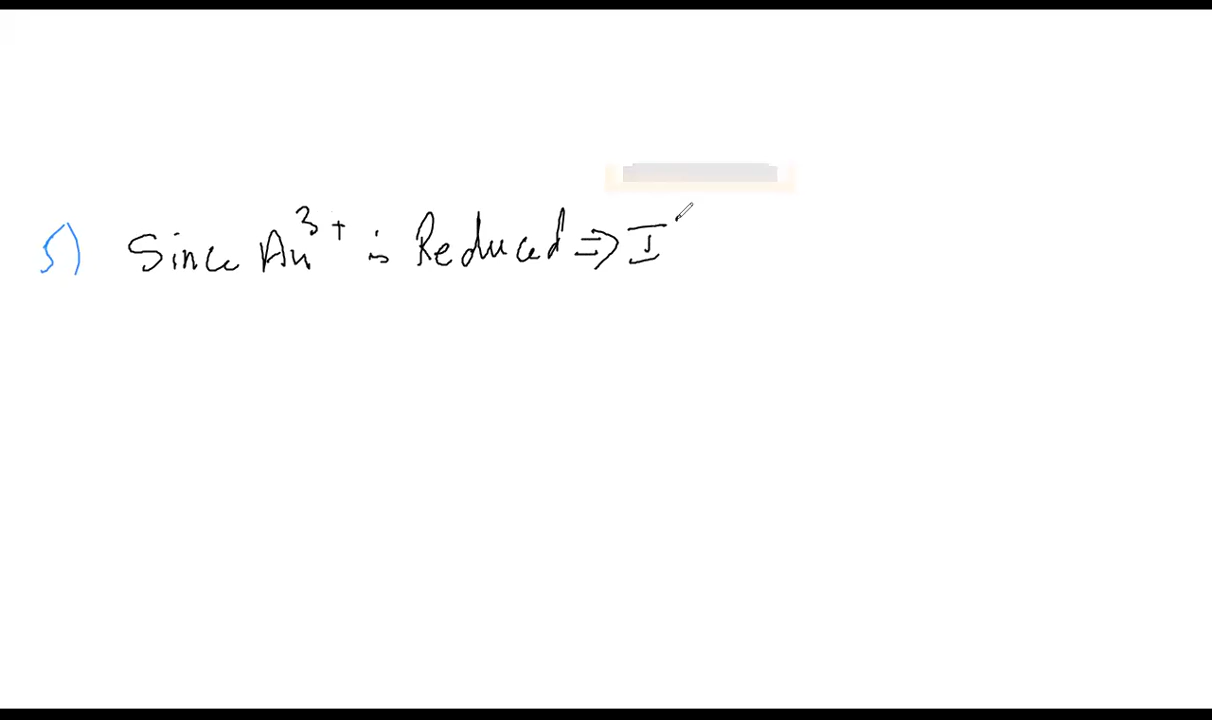 5) Since Au³⁺ is Reduced ⇒ I